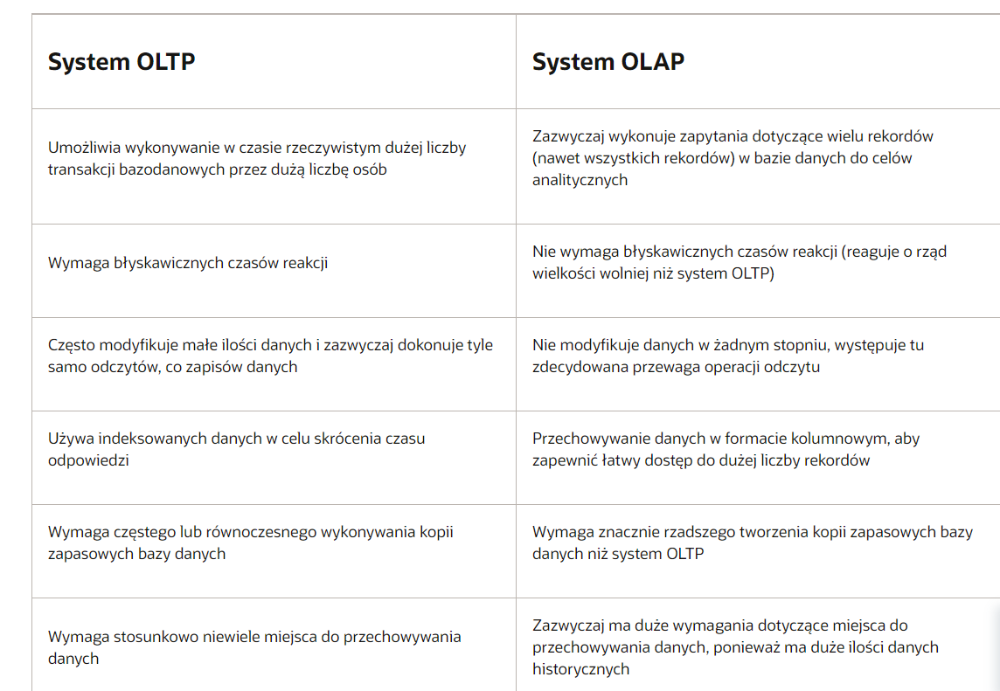 System OLTP
System OLAP
Umożliwia wykonywanie w czasie rzeczywistym dużej liczby
transakcji bazodanowych przez dużą liczbę osób
Zazwyczaj wykonuje zapytania dotyczące wielu rekordów
(nawet wszystkich rekordów) w bazie danych do celów
analitycznych
Wymaga błyskawicznych czasów reakcji
Nie wymaga błyskawicznych czasów reakcji (reaguje o rząd
wielkości wolniej niż system OLTP)
Często modyfikuje małe ilości danych i zazwyczaj dokonuje tyle
samo odczytów, co zapisów danych
Nie modyfikuje danych w żadnym stopniu, występuje tu
zdecydowana przewaga operacji odczytu
Używa indeksowanych danych w celu skrócenia czasu
odpowiedzi
Przechowywanie danych w formacie kolumnowym, aby
zapewnić łatwy dostęp do dużej liczby rekordów
Wymaga częstego lub równoczesnego wykonywania kopii
zapasowych bazy danych
Wymaga znacznie rzadszego tworzenia kopii zapasowych bazy
danych niż system OLTP
Wymaga stosunkowo niewiele miejsca do przechowywania
danych
Zazwyczaj ma duże wymagania dotyczące miejsca do
przechowywania danych, ponieważ ma duże ilości danych
historycznych